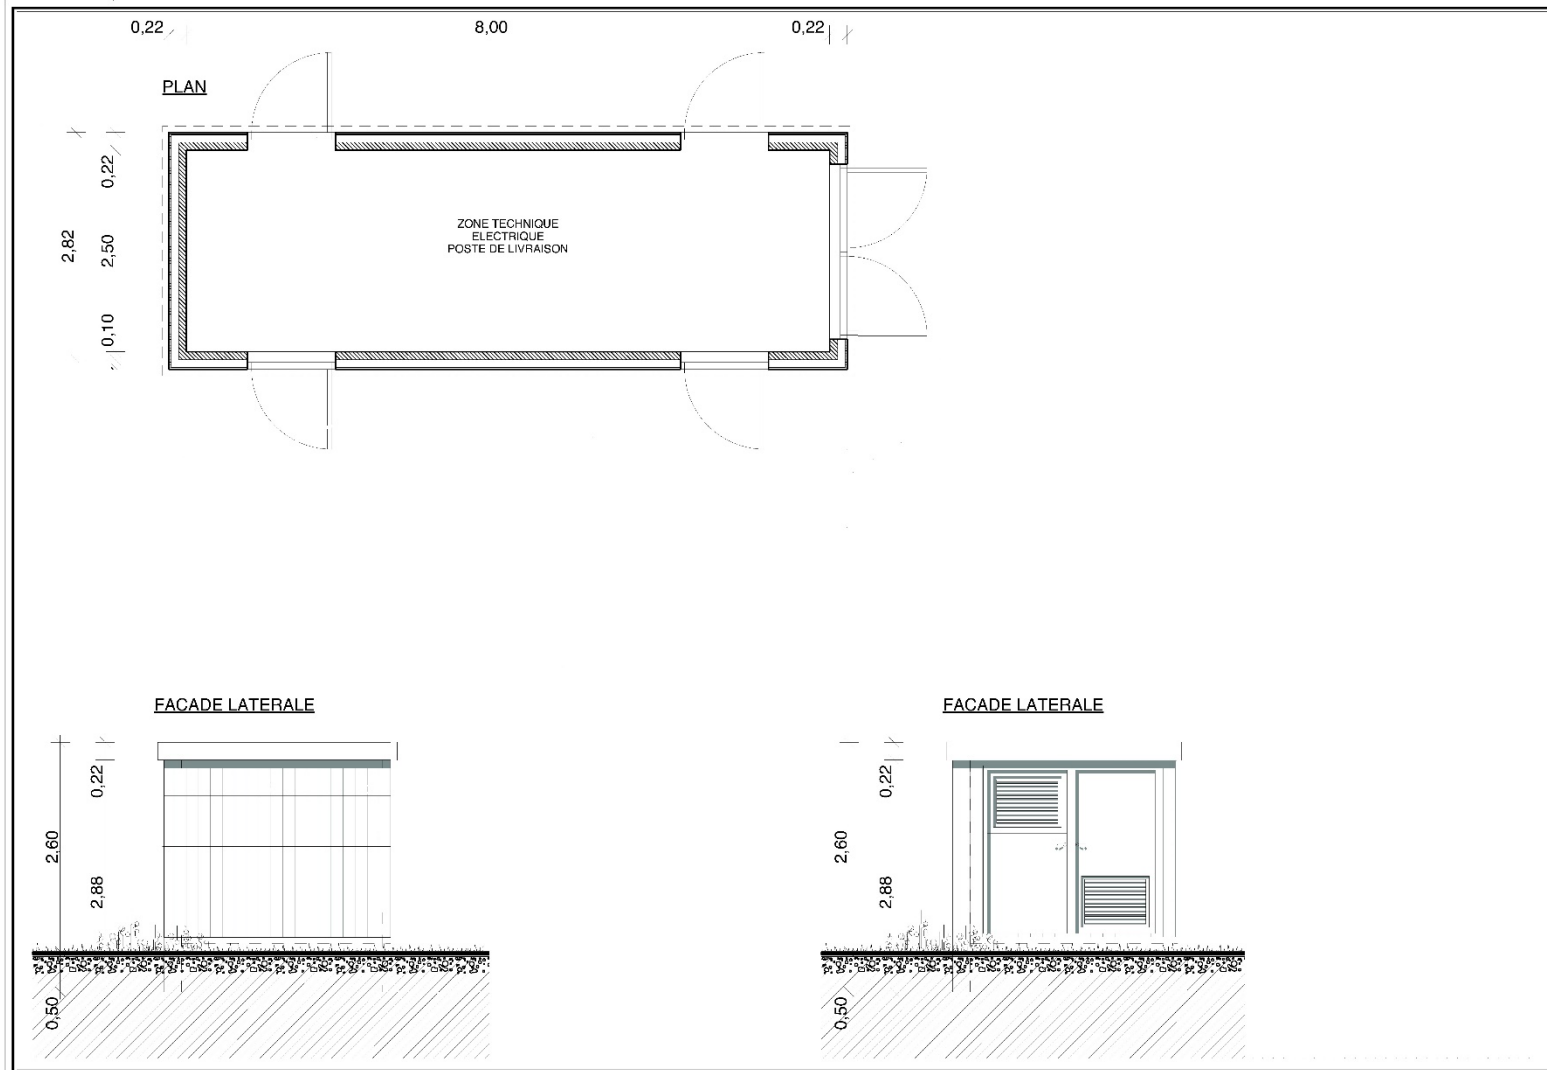 0,22
8,00
0,22
PLAN
0,22
2,82
2,50
0,10
ZONE TECHNIQUE
ELECTRIQUE
POSTE DE LIVRAISON
FACADE LATERALE
0,22
2,60
2,88
0,50
FACADE LATERALE
0,22
2,60
2,88
0,50